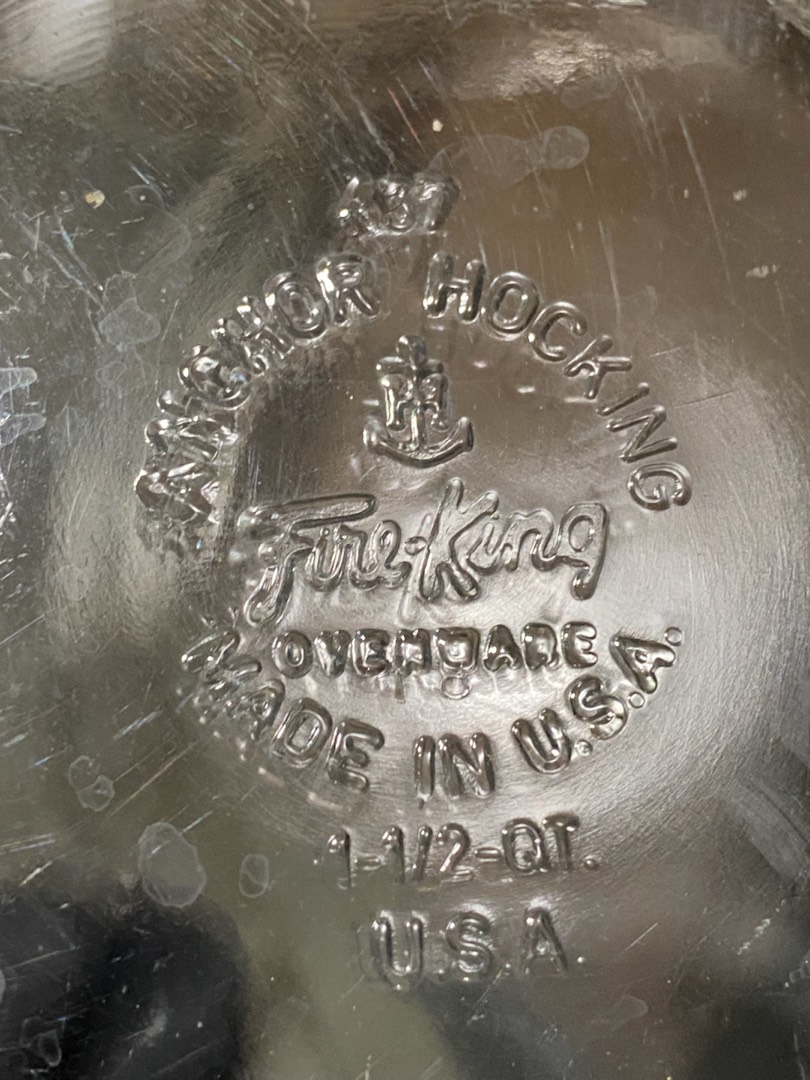 437
ANCHOR HOCKING
H
Fire-King
OVENWARE
MADE IN U.S.A.
1-1/2-QT.
U.S.A.